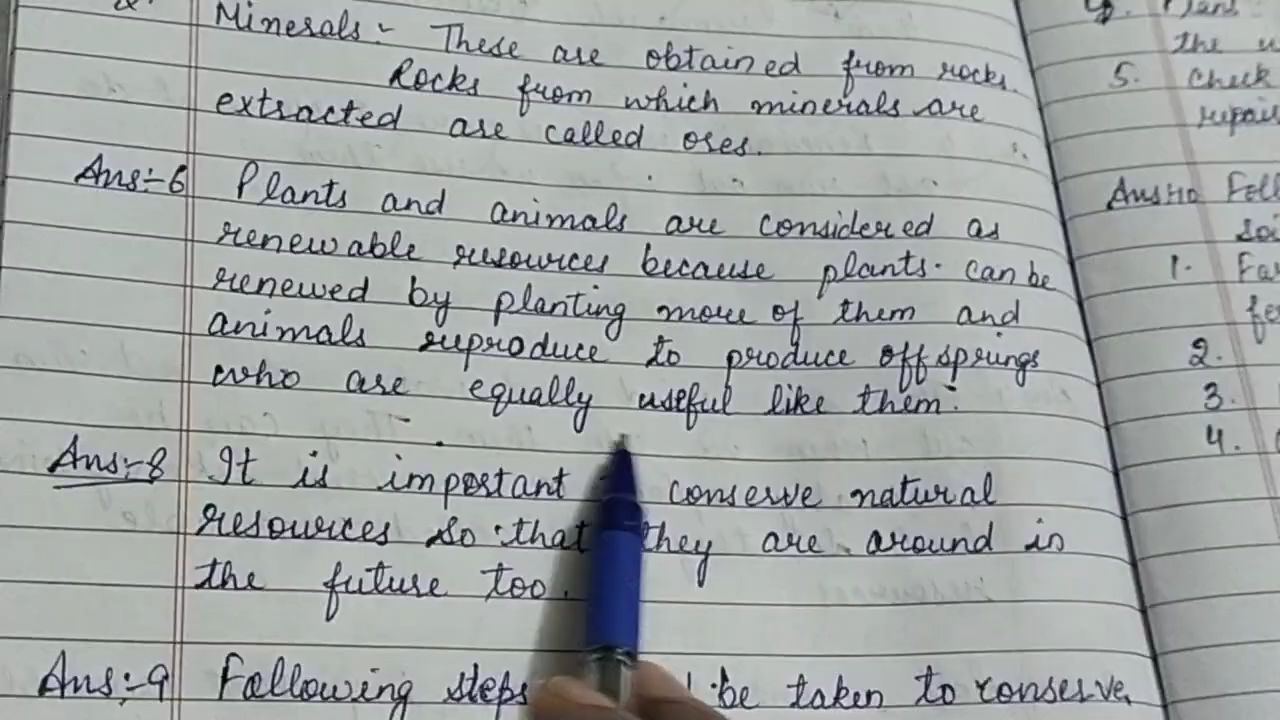 Minerals :- These are obtained from rocks.
Rocks from which minerals are
extracted are called ores.
Ans:-6 Plants and animals are considered as
renewable resources because plants can be
renewed by planting more of them and
animals reproduce to produce offsprings
who are equally useful like them.
Ans:-8 It is important conserve natural
resources so that they are around in
the future too.
Ans:-9 Following steps be taken to conserve
the
5. Check
repair
Ans:10
1.
2.
3.
4.